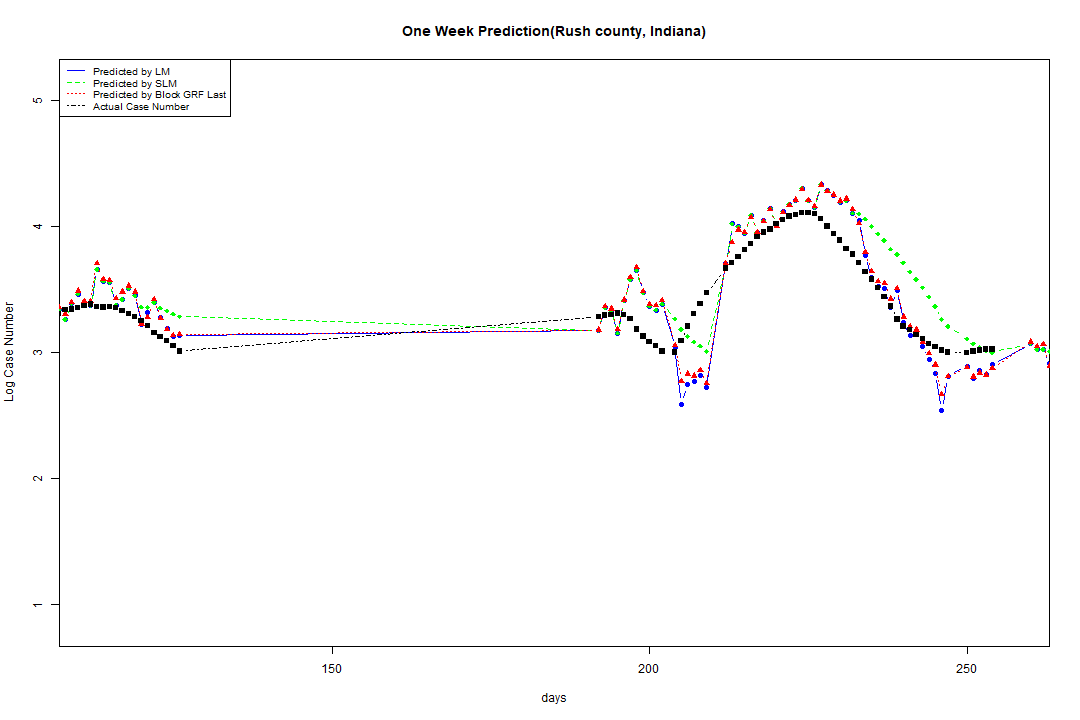 One Week Prediction(Rush county, Indiana)
Predicted by LM
Predicted by SLM
Predicted by Block GRF Last
Actual Case Number
5
4
3
2
1
Log Case Number
150
200
250
days